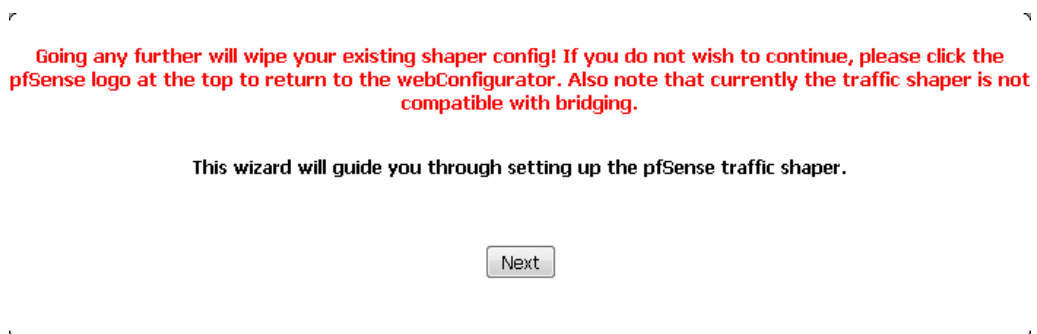 Going any further will wipe your existing shaper config! If you do not wish to continue, please click the
pfSense logo at the top to return to the webConfigurator. Also note that currently the traffic shaper is not
compatible with bridging.
This wizard will guide you through setting up the pfSense traffic shaper.
Next